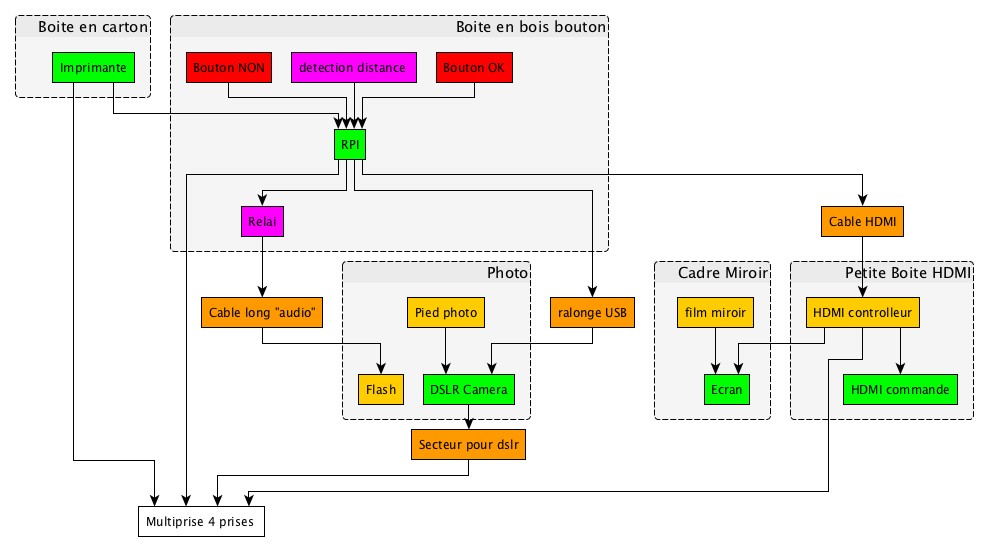 Boite en carton
Boite en bois bouton
Imprimante
Bouton NON
detection distance
Bouton OK
RPI
Relai
Cable HDMI
Photo
Cadre Miroir
Petite Boite HDMI
Cable long "audio"
Pied photo
ralonge USB
film miroir
HDMI controlleur
Flash
DSLR Camera
Ecran
HDMI commande
Secteur pour dslr
Multiprise 4 prises